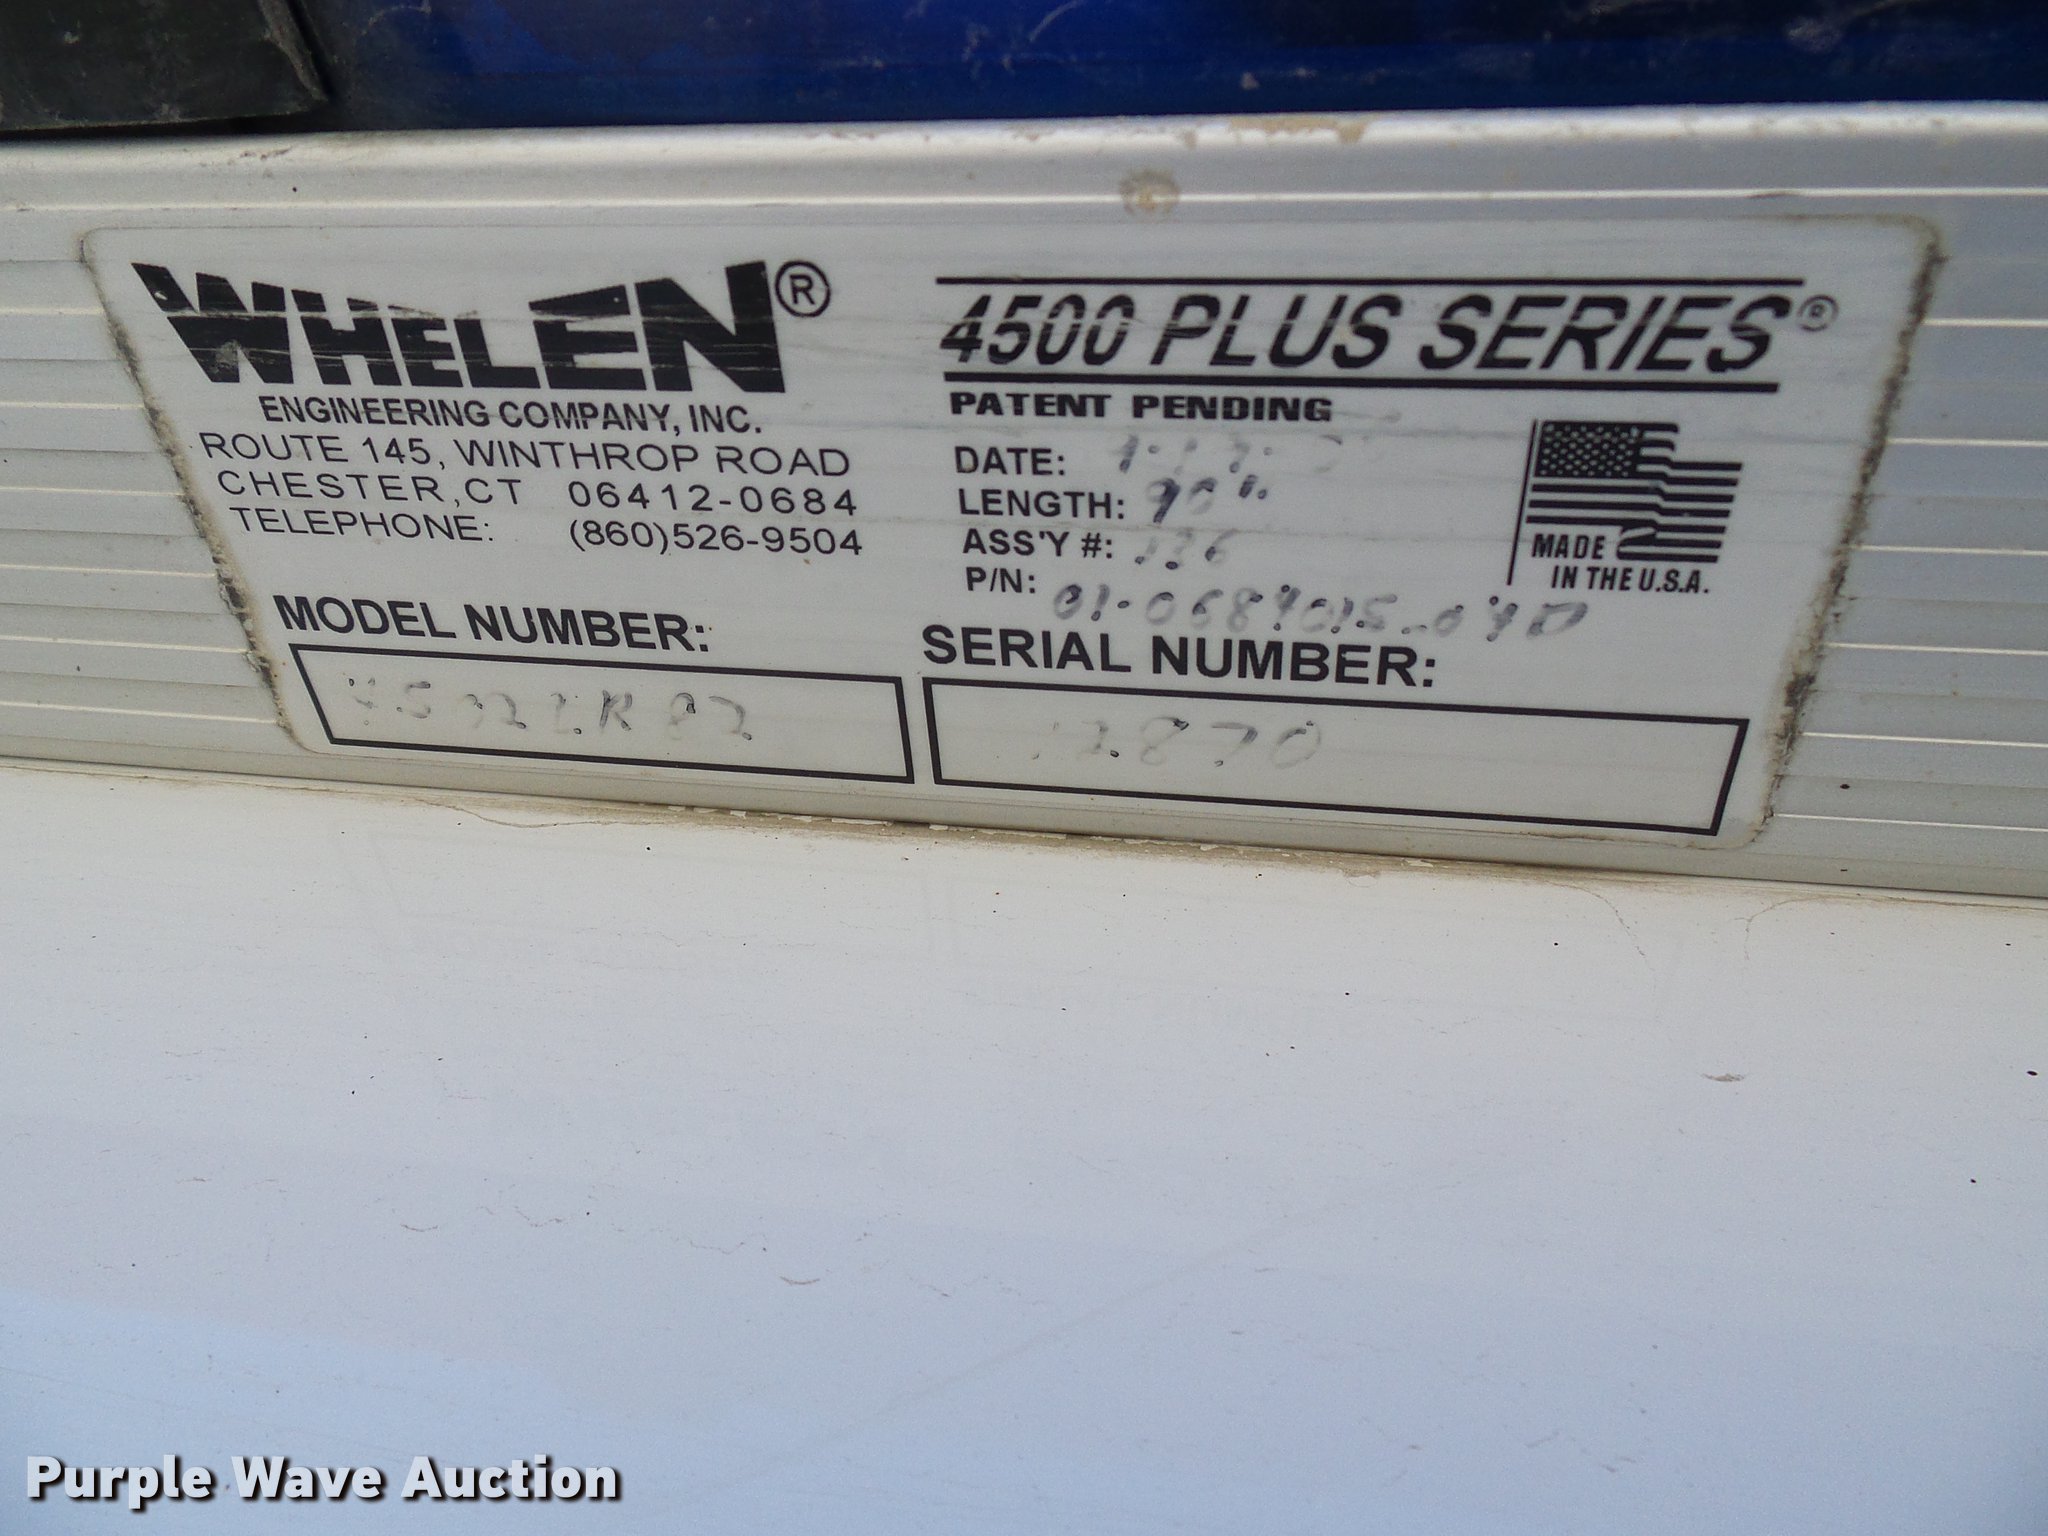 WHELEN®
ENGINEERING COMPANY, INC.
ROUTE 145, WINTHROP ROAD
CHESTER, CT 06412-0684
TELEPHONE: (860)526-9504
4500 PLUS SERIES®
PATENT PENDING
DATE:
LENGTH: 90"
ASS'Y #:
P/N:
MADE
IN THE U.S.A.
MODEL NUMBER:
SERIAL NUMBER:
Purple Wave Auction